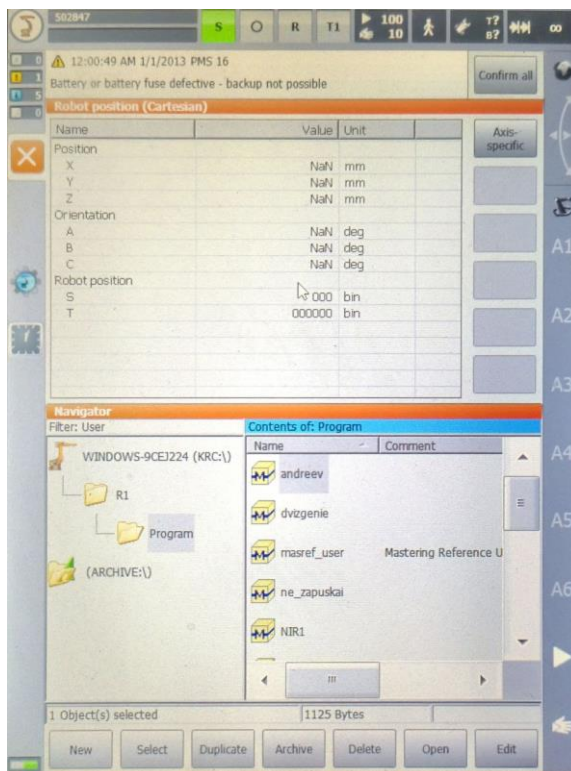 502847
S O R T1 100 10 T? B? ∞
0
1
5
0
12:00:49 AM 1/1/2013 PMS 16
Battery or battery fuse defective - backup not possible
Confirm all
Robot position (Cartesian)
Name Value Unit
Axis-specific
Position
X NaN mm
Y NaN mm
Z NaN mm
Orientation
A NaN deg
B NaN deg
C NaN deg
Robot position
S 000 bin
T 000000 bin
A1
A2
A3
A4
A5
A6
Navigator
Filter: User
Contents of: Program
WINDOWS-9CEJ224 (KRC:\)
R1
Program
(ARCHIVE:\)
Name Comment
andreev
dvizgenie
masref_user Mastering Reference U
ne_zapuskai
NIR1
1 Object(s) selected 1125 Bytes
New Select Duplicate Archive Delete Open Edit